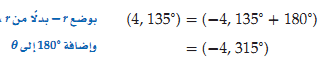 (4, 135°) = (−4, 135° + 180°) بوضع r− بدلًا من r،
= (−4, 315°) وإضافة 180° إلى θ